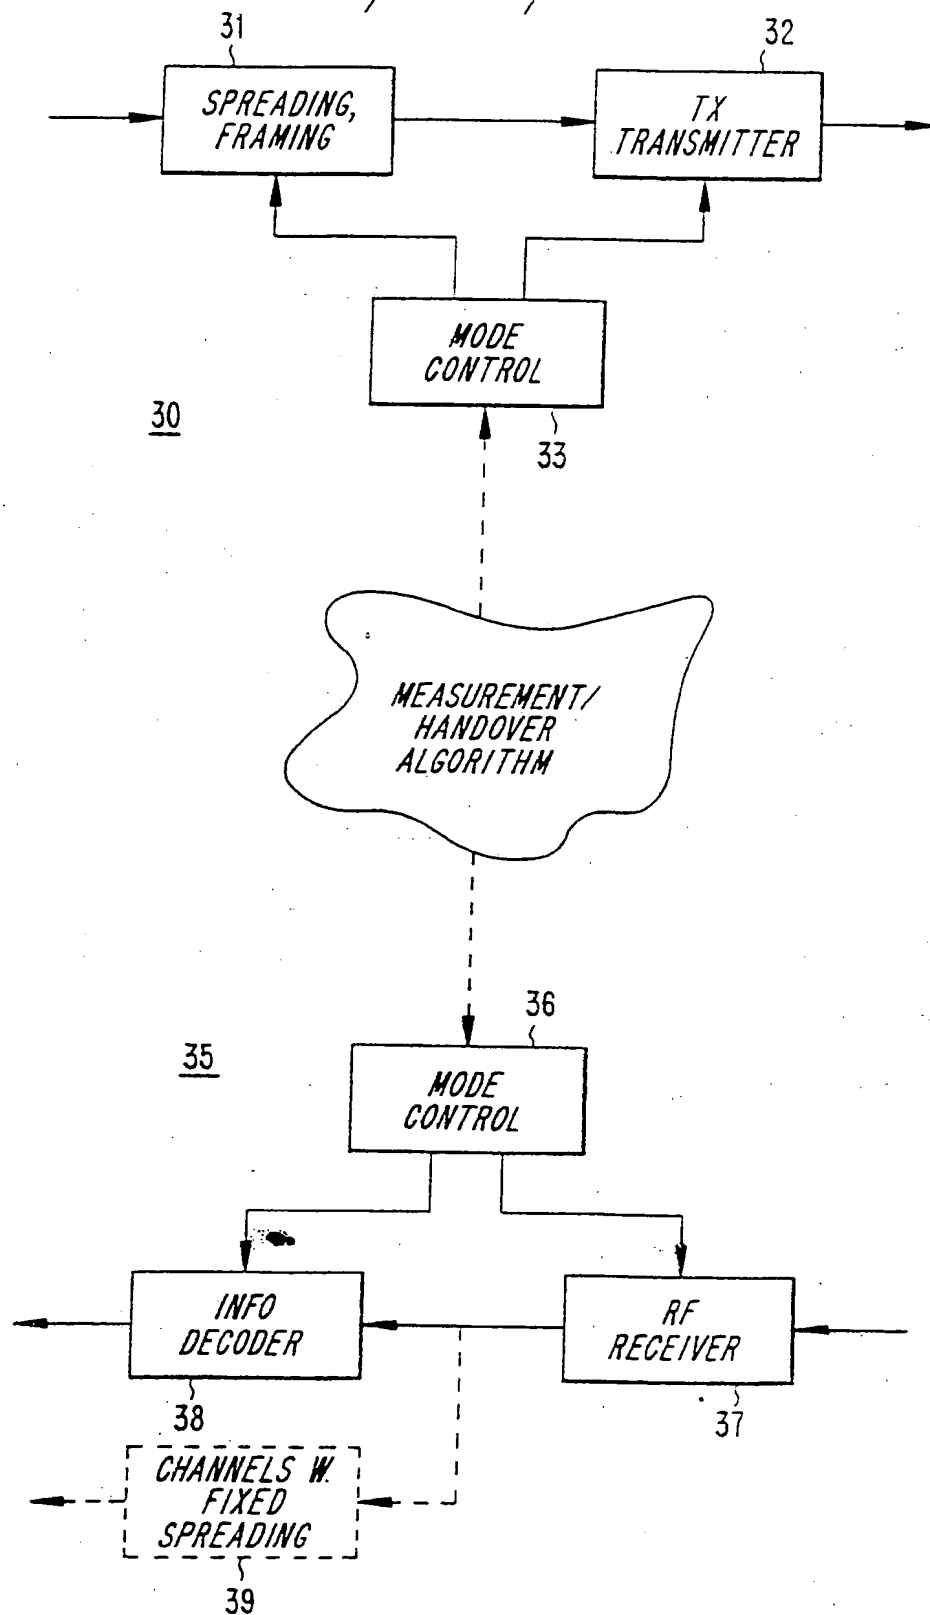 31
32
SPREADING,
FRAMING
TX
TRANSMITTER
MODE
CONTROL
30
33
MEASUREMENT/
HANDOVER
ALGORITHM
36
35
MODE
CONTROL
INFO
DECODER
RF
RECEIVER
38
37
CHANNELS W.
FIXED
SPREADING
39